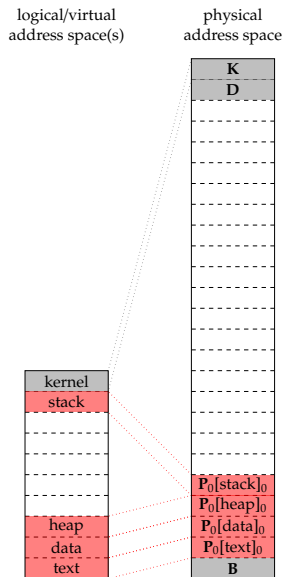 logical/virtual
address space(s)
physical
address space
K
D
kernel
stack
P₀[stack]₀
P₀[heap]₀
heap
P₀[data]₀
data
P₀[text]₀
text
B